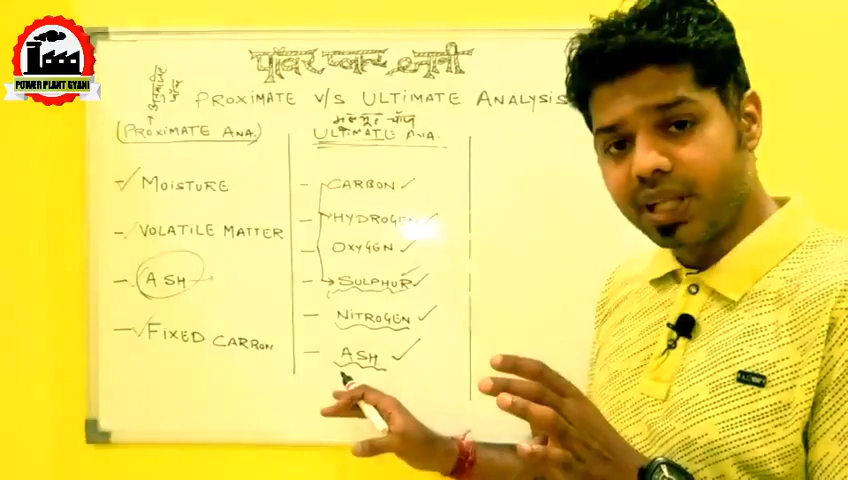 POWER PLANT GYANI
पॉवर प्लान्ट ज्ञानी
PROXIMATE V/S ULTIMATE ANALYSIS
(PROXIMATE ANA.)
MOISTURE
VOLATILE MATTER
ASH
FIXED CARBON
ULTIMATE ANA.
CARBON
HYDROGEN
OXYGEN
SULPHUR
NITROGEN
ASH